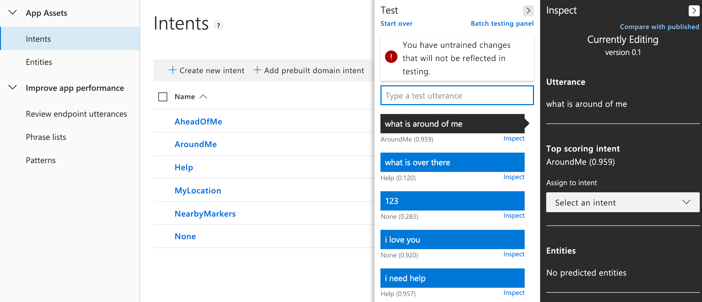 App Assets
Intents
Entities
Improve app performance
Review endpoint utterances
Phrase lists
Patterns
Intents ?
+ Create new intent + Add prebuilt domain intent
Name
AheadOfMe
AroundMe
Help
MyLocation
NearbyMarkers
None
Test
Start over Batch testing panel
You have untrained changes
that will not be reflected in
testing.
Type a test utterance
what is around of me
AroundMe (0.959) Inspect
what is over there
Help (0.120) Inspect
123
None (0.283) Inspect
i love you
None (0.920) Inspect
i need help
Help (0.957) Inspect
Inspect
Compare with published
Currently Editing
version 0.1
Utterance
what is around of me
Top scoring intent
AroundMe (0.959)
Assign to intent
Select an intent
Entities
No predicted entities